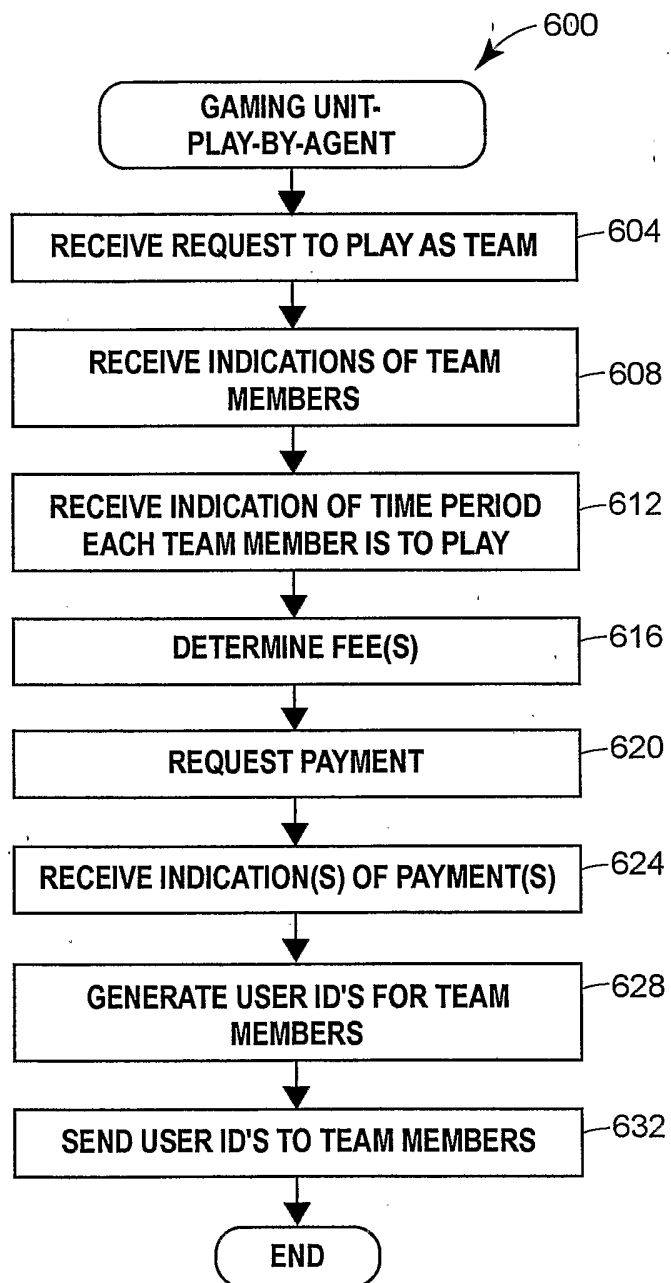 600
GAMING UNIT-
PLAY-BY-AGENT
RECEIVE REQUEST TO PLAY AS TEAM
604
RECEIVE INDICATIONS OF TEAM
MEMBERS
608
RECEIVE INDICATION OF TIME PERIOD
EACH TEAM MEMBER IS TO PLAY
612
DETERMINE FEE(S)
616
REQUEST PAYMENT
620
RECEIVE INDICATION(S) OF PAYMENT(S)
624
GENERATE USER ID'S FOR TEAM
MEMBERS
628
SEND USER ID'S TO TEAM MEMBERS
632
END